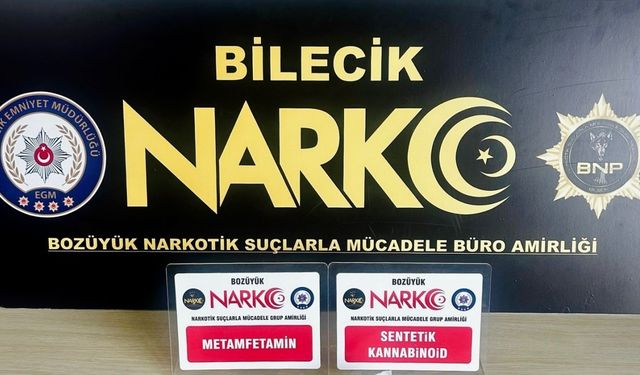 BİLECİK
NARKO
EMNİYET MÜDÜRLÜĞÜ
EGM
BNP
BOZÜYÜK NARKOTİK SUÇLARLA MÜCADELE BÜRO AMİRLİĞİ
BOZÜYÜK
NARKO
NARKOTİK SUÇLARLA MÜCADELE GRUP AMİRLİĞİ
METAMFETAMİN
BOZÜYÜK
NARKO
NARKOTİK SUÇLARLA MÜCADELE GRUP AMİRLİĞİ
SENTETİK
KANNABİNOİD